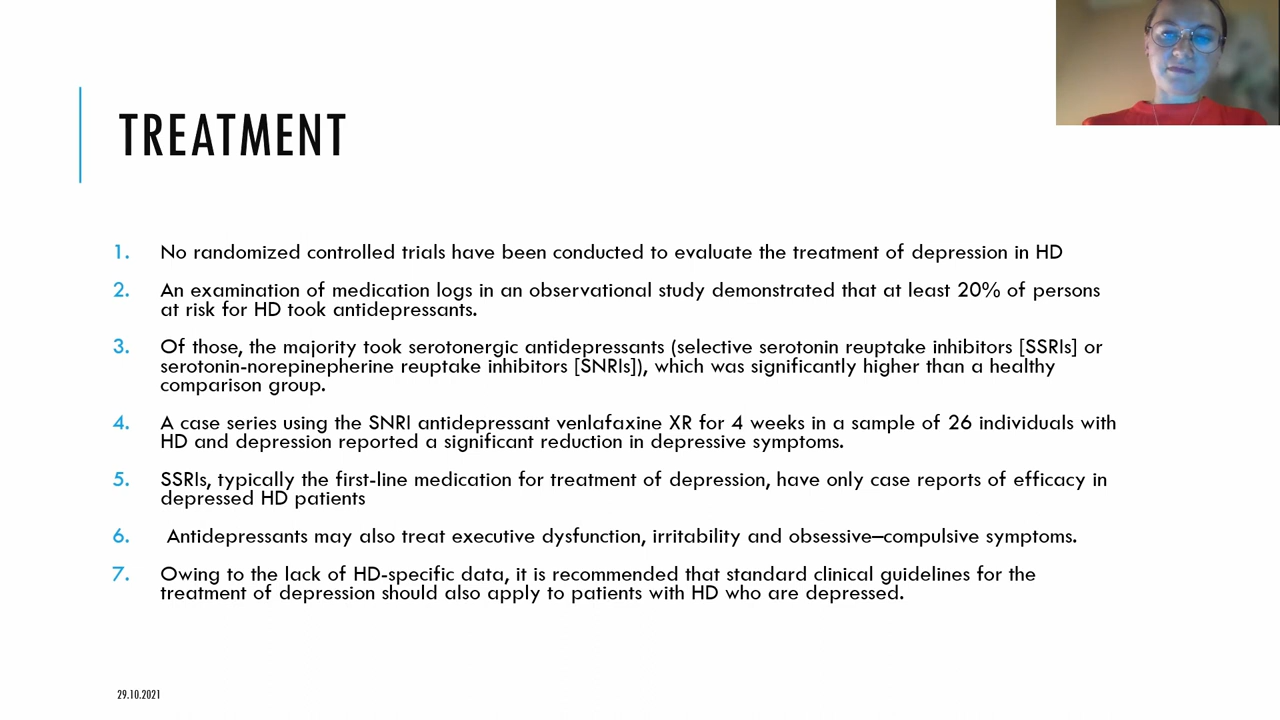 TREATMENT
1. No randomized controlled trials have been conducted to evaluate the treatment of depression in HD
2. An examination of medication logs in an observational study demonstrated that at least 20% of persons
at risk for HD took antidepressants.
3. Of those, the majority took serotonergic antidepressants (selective serotonin reuptake inhibitors [SSRIs] or
serotonin-norepinepherine reuptake inhibitors [SNRIs]), which was significantly higher than a healthy
comparison group.
4. A case series using the SNRI antidepressant venlafaxine XR for 4 weeks in a sample of 26 individuals with
HD and depression reported a significant reduction in depressive symptoms.
5. SSRIs, typically the first-line medication for treatment of depression, have only case reports of efficacy in
depressed HD patients
6. Antidepressants may also treat executive dysfunction, irritability and obsessive–compulsive symptoms.
7. Owing to the lack of HD-specific data, it is recommended that standard clinical guidelines for the
treatment of depression should also apply to patients with HD who are depressed.
29.10.2021